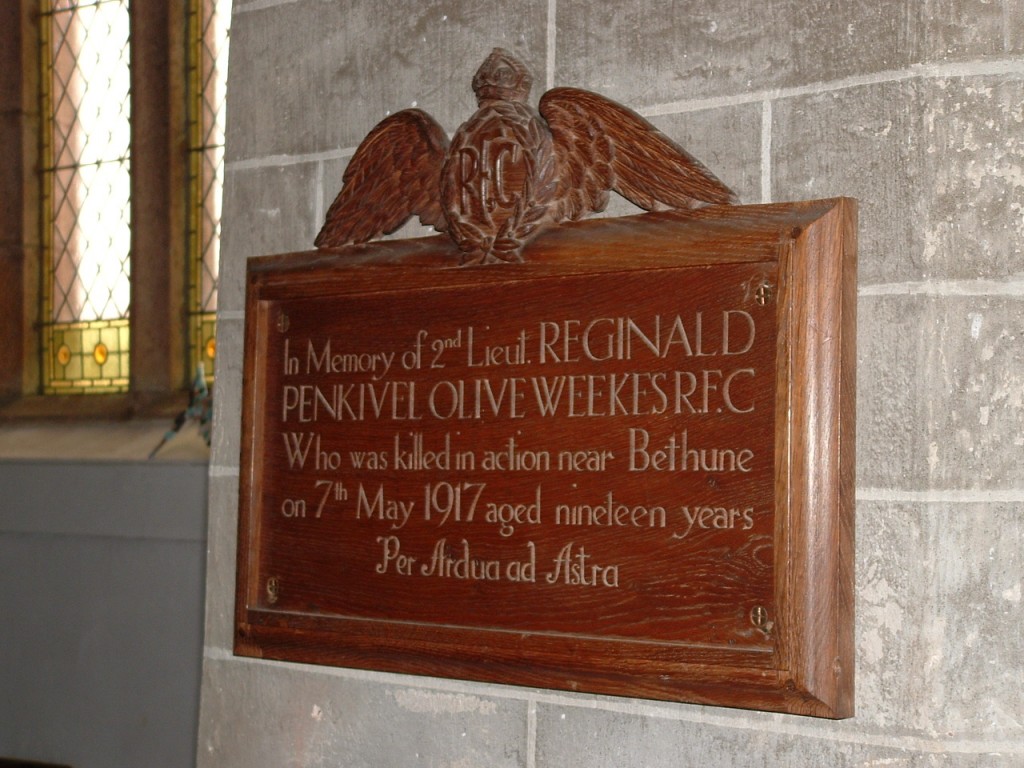 RFC
In Memory of 2nd Lieut. REGINALD
PENKIVEL OLIVE WEEKES R.F.C
Who was killed in action near Bethune
on 7th May 1917 aged nineteen years
Per Ardua ad Astra